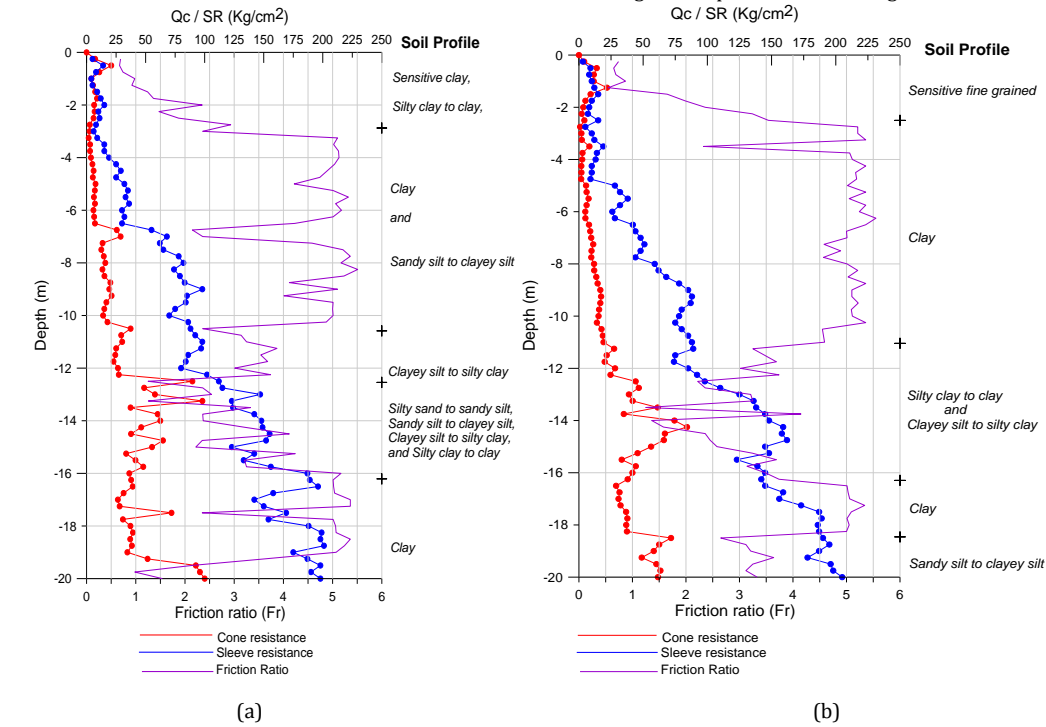 Qc / SR (Kg/cm2)
0 25 50 75 100 125 150 175 200 225 250
Soil Profile
0
-2
-4
-6
-8
-10
-12
-14
-16
-18
-20
Depth (m)
Sensitive clay,
Silty clay to clay,
Clay
and
Sandy silt to clayey silt
Clayey silt to silty clay
Silty sand to sandy silt,
Sandy silt to clayey silt,
Clayey silt to silty clay,
and Silty clay to clay
Clay
0 1 2 3 4 5 6
Friction ratio (Fr)
Cone resistance
Sleeve resistance
Friction Ratio
(a)
Qc / SR (Kg/cm2)
0 25 50 75 100 125 150 175 200 225 250
Soil Profile
0
-2
-4
-6
-8
-10
-12
-14
-16
-18
-20
Depth (m)
Sensitive fine grained
Clay
Silty clay to clay
and
Clayey silt to silty clay
Clay
Sandy silt to clayey silt
0 1 2 3 4 5 6
Friction ratio (Fr)
Cone resistance
Sleeve resistance
Friction Ratio
(b)